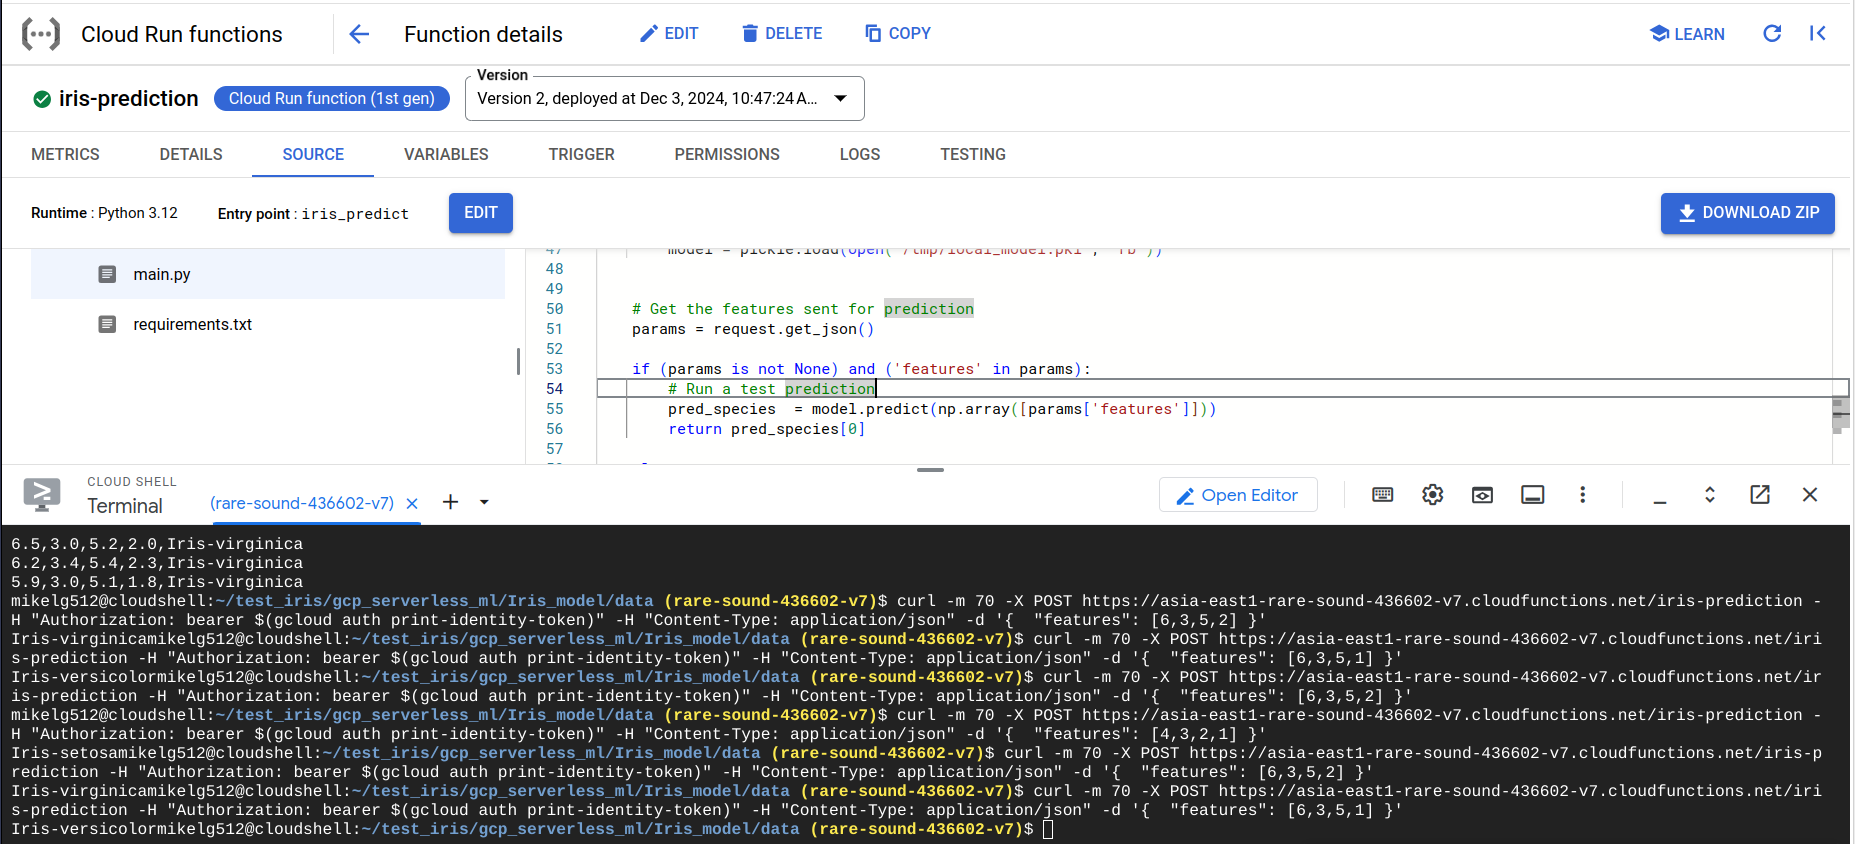 Cloud Run functions
Function details
EDIT
DELETE
COPY
LEARN
iris-prediction
Cloud Run function (1st gen)
Version
Version 2, deployed at Dec 3, 2024, 10:47:24 A...
METRICS
DETAILS
SOURCE
VARIABLES
TRIGGER
PERMISSIONS
LOGS
TESTING
Runtime : Python 3.12
Entry point : iris_predict
EDIT
DOWNLOAD ZIP
main.py
requirements.txt
47 model = pickle.load(open('/tmp/local_model.pkl', 'rb'))
48
49
50 # Get the features sent for prediction
51 params = request.get_json()
52
53 if (params is not None) and ('features' in params):
54 # Run a test prediction
55 pred_species  = model.predict(np.array([params['features']]))
56 return pred_species[0]
57
CLOUD SHELL
Terminal
(rare-sound-436602-v7)
Open Editor
6.5,3.0,5.2,2.0,Iris-virginica
6.2,3.4,5.4,2.3,Iris-virginica
5.9,3.0,5.1,1.8,Iris-virginica
mikelg512@cloudshell:~/test_iris/gcp_serverless_ml/Iris_model/data (rare-sound-436602-v7)$ curl -m 70 -X POST https://asia-east1-rare-sound-436602-v7.cloudfunctions.net/iris-prediction -
H "Authorization: bearer $(gcloud auth print-identity-token)" -H "Content-Type: application/json" -d '{  "features": [6,3,5,2] }'
Iris-virginicamikelg512@cloudshell:~/test_iris/gcp_serverless_ml/Iris_model/data (rare-sound-436602-v7)$ curl -m 70 -X POST https://asia-east1-rare-sound-436602-v7.cloudfunctions.net/iri
s-prediction -H "Authorization: bearer $(gcloud auth print-identity-token)" -H "Content-Type: application/json" -d '{  "features": [6,3,5,1] }'
Iris-versicolormikelg512@cloudshell:~/test_iris/gcp_serverless_ml/Iris_model/data (rare-sound-436602-v7)$ curl -m 70 -X POST https://asia-east1-rare-sound-436602-v7.cloudfunctions.net/ir
is-prediction -H "Authorization: bearer $(gcloud auth print-identity-token)" -H "Content-Type: application/json" -d '{  "features": [6,3,5,2] }'
mikelg512@cloudshell:~/test_iris/gcp_serverless_ml/Iris_model/data (rare-sound-436602-v7)$ curl -m 70 -X POST https://asia-east1-rare-sound-436602-v7.cloudfunctions.net/iris-prediction -
H "Authorization: bearer $(gcloud auth print-identity-token)" -H "Content-Type: application/json" -d '{  "features": [4,3,2,1] }'
Iris-setosamikelg512@cloudshell:~/test_iris/gcp_serverless_ml/Iris_model/data (rare-sound-436602-v7)$ curl -m 70 -X POST https://asia-east1-rare-sound-436602-v7.cloudfunctions.net/iris-p
rediction -H "Authorization: bearer $(gcloud auth print-identity-token)" -H "Content-Type: application/json" -d '{  "features": [6,3,5,2] }'
Iris-virginicamikelg512@cloudshell:~/test_iris/gcp_serverless_ml/Iris_model/data (rare-sound-436602-v7)$ curl -m 70 -X POST https://asia-east1-rare-sound-436602-v7.cloudfunctions.net/iri
s-prediction -H "Authorization: bearer $(gcloud auth print-identity-token)" -H "Content-Type: application/json" -d '{  "features": [6,3,5,1] }'
Iris-versicolormikelg512@cloudshell:~/test_iris/gcp_serverless_ml/Iris_model/data (rare-sound-436602-v7)$